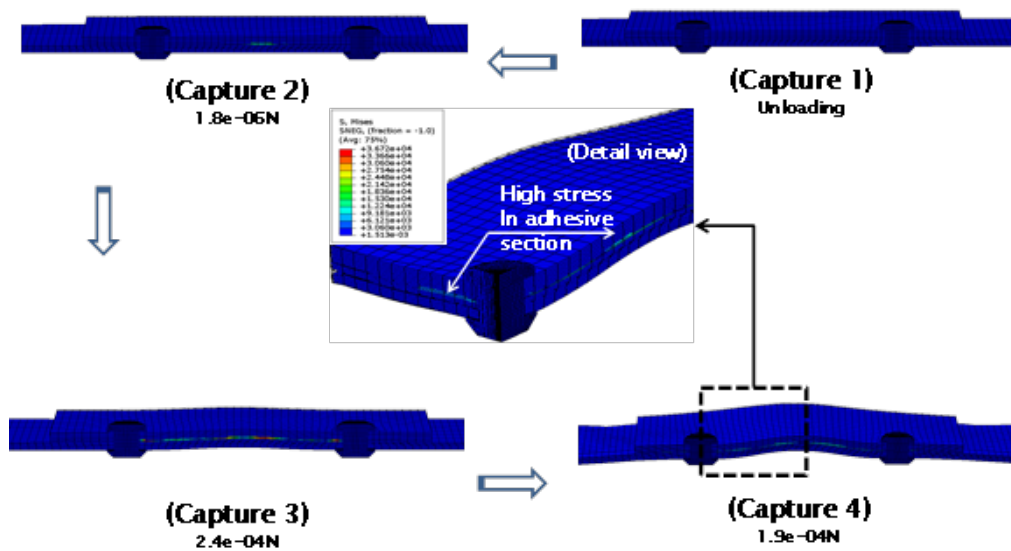 (Capture 2)
1.8e-06N
(Capture 1)
Unloading
S, Mises
SNEG, (fraction = -1.0)
(Avg: 75%)
+3.672e+04
+3.366e+04
+3.060e+04
+2.754e+04
+2.448e+04
+2.142e+04
+1.836e+04
+1.530e+04
+1.224e+04
+9.181e+03
+6.121e+03
+3.060e+03
+1.513e-03
(Detail view)
High stress
In adhesive
section
(Capture 3)
2.4e-04N
(Capture 4)
1.9e-04N